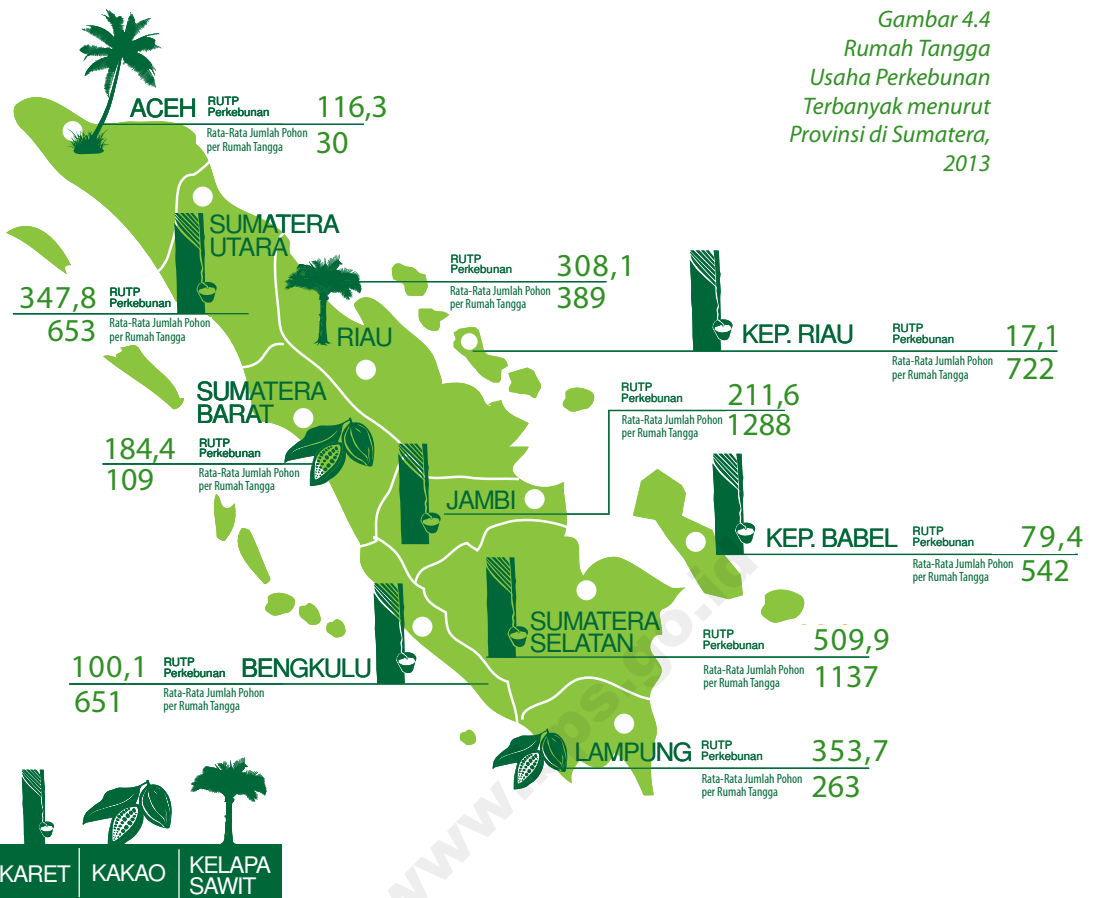 Gambar 4.4
Rumah Tangga
Usaha Perkebunan
Terbanyak menurut
Provinsi di Sumatera,
2013
ACEH
RUTP
Perkebunan
116,3
Rata-Rata Jumlah Pohon
per Rumah Tangga
30
SUMATERA
UTARA
347,8
RUTP
Perkebunan
653
Rata-Rata Jumlah Pohon
per Rumah Tangga
RIAU
RUTP
Perkebunan
308,1
Rata-Rata Jumlah Pohon
per Rumah Tangga
389
KEP. RIAU
RUTP
Perkebunan
17,1
Rata-Rata Jumlah Pohon
per Rumah Tangga
722
SUMATERA
BARAT
184,4
RUTP
Perkebunan
109
Rata-Rata Jumlah Pohon
per Rumah Tangga
JAMBI
RUTP
Perkebunan
211,6
Rata-Rata Jumlah Pohon
per Rumah Tangga
1288
KEP. BABEL
RUTP
Perkebunan
79,4
Rata-Rata Jumlah Pohon
per Rumah Tangga
542
SUMATERA
SELATAN
RUTP
Perkebunan
509,9
Rata-Rata Jumlah Pohon
per Rumah Tangga
1137
100,1
RUTP
Perkebunan
BENGKULU
651
Rata-Rata Jumlah Pohon
per Rumah Tangga
LAMPUNG
RUTP
Perkebunan
353,7
Rata-Rata Jumlah Pohon
per Rumah Tangga
263
KARET
KAKAO
KELAPA
SAWIT